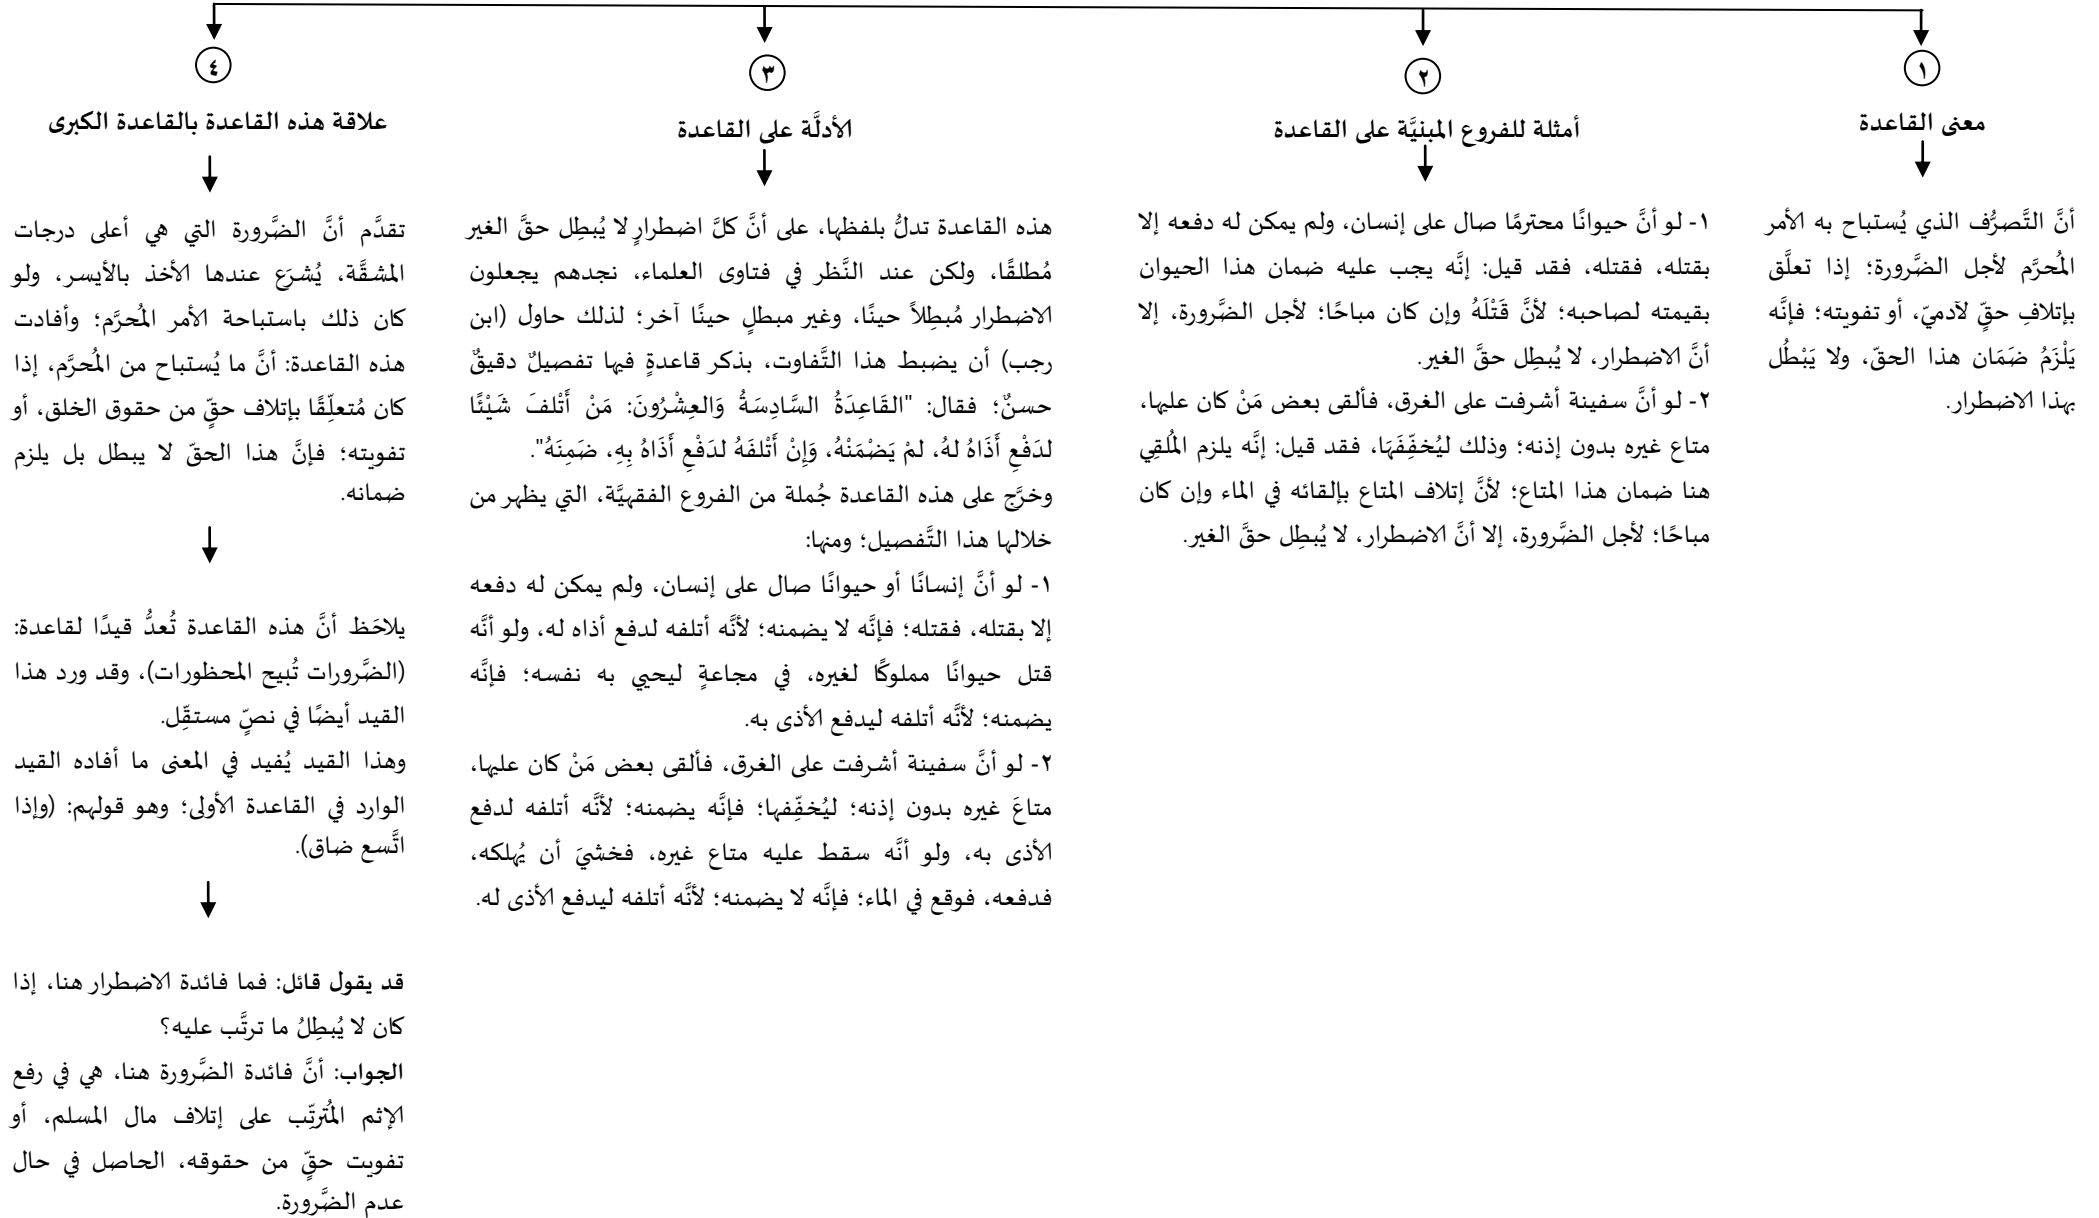 ١
معنى القاعدة
أنَّ التَّصرُّف الذي يُستباح به الأمر
المُحرَّم لأجل الضَّرورة؛ إذا تعلَّق
بإتلافِ حقٍّ لآدميّ، أو تفويته؛ فإنَّه
يَلْزَمُ ضَمَان هذا الحقّ، ولا يَبْطُل
بهذا الاضطرار.
٢
أمثلة للفروع المبنيَّة على القاعدة
١- لو أنَّ حيوانًا محترمًا صال على إنسان، ولم يمكن له دفعه إلا
بقتله، فقتله، فقد قيل: إنَّه يجب عليه ضمان هذا الحيوان
بقيمته لصاحبه؛ لأنَّ قَتْلَهُ وإن كان مباحًا؛ لأجل الضَّرورة، إلا
أنَّ الاضطرار، لا يُبطِل حقَّ الغير.
٢- لو أنَّ سفينة أشرفت على الغرق، فألقى بعض مَنْ كان عليها،
متاع غيره بدون إذنه؛ وذلك ليُخفِّفَهَا، فقد قيل: إنَّه يلزم المُلقِي
هنا ضمان هذا المتاع؛ لأنَّ إتلاف المتاع بإلقائه في الماء وإن كان
مباحًا؛ لأجل الضَّرورة، إلا أنَّ الاضطرار، لا يُبطِل حقَّ الغير.
٣
الأدلَّة على القاعدة
هذه القاعدة تدلُّ بلفظها، على أنَّ كلَّ اضطرارٍ لا يُبطِل حقَّ الغير
مُطلقًا، ولكن عند النَّظر في فتاوى العلماء، نجدهم يجعلون
الاضطرار مُبطِلاً حينًا، وغير مبطلٍ حينًا آخر؛ لذلك حاول (ابن
رجب) أن يضبط هذا التَّفاوت، بذكر قاعدةٍ فيها تفصيلٌ دقيقٌ
حسنٌ؛ فقال: "القَاعِدَةُ السَّادِسَةُ وَالعِشْرُونَ: مَنْ أَتْلفَ شَيْئًا
لدَفْعِ أَذَاهُ لهُ، لمْ يَضْمَنْهُ، وَإِنْ أَتْلفَهُ لدَفْعِ أَذَاهُ بِهِ، ضَمِنَهُ".
وخرَّج على هذه القاعدة جُملة من الفروع الفقهيَّة، التي يظهر من
خلالها هذا التَّفصيل؛ ومنها:
١- لو أنَّ إنسانًا أو حيوانًا صال على إنسان، ولم يمكن له دفعه
إلا بقتله، فقتله؛ فإنَّه لا يضمنه؛ لأنَّه أتلفه لدفع أذاه له، ولو أنَّه
قتل حيوانًا مملوكًا لغيره، في مجاعةٍ ليحيي به نفسه؛ فإنَّه
يضمنه؛ لأنَّه أتلفه ليدفع الأذى به.
٢- لو أنَّ سفينة أشرفت على الغرق، فألقى بعض مَنْ كان عليها،
متاعَ غيره بدون إذنه؛ ليُخفِّفها؛ فإنَّه يضمنه؛ لأنَّه أتلفه لدفع
الأذى به، ولو أنَّه سقط عليه متاع غيره، فخشيَ أن يُهلكه،
فدفعه، فوقع في الماء؛ فإنَّه لا يضمنه؛ لأنَّه أتلفه ليدفع الأذى له.
٤
علاقة هذه القاعدة بالقاعدة الكبرى
تقدَّم أنَّ الضَّرورة التي هي أعلى درجات
المشقَّة، يُشرَع عندها الأخذ بالأيسر، ولو
كان ذلك باستباحة الأمر المُحرَّم؛ وأفادت
هذه القاعدة: أنَّ ما يُستباح من المُحرَّم، إذا
كان مُتعلِّقًا بإتلاف حقٍّ من حقوق الخلق، أو
تفويته؛ فإنَّ هذا الحقّ لا يبطل بل يلزم
ضمانه.
يلاحَظ أنَّ هذه القاعدة تُعدُّ قيدًا لقاعدة:
(الضَّرورات تُبيح المحظورات)، وقد ورد هذا
القيد أيضًا في نصّ مستقِّل.
وهذا القيد يُفيد في المعنى ما أفاده القيد
الوارد في القاعدة الأولى؛ وهو قولهم: (وإذا
اتَّسع ضاق).
قد يقول قائل: فما فائدة الاضطرار هنا، إذا
كان لا يُبطِلُ ما ترتَّب عليه؟
الجواب: أنَّ فائدة الضَّرورة هنا، هي في رفع
الإثم المُترتِّب على إتلاف مال المسلم، أو
تفويت حقٍّ من حقوقه، الحاصل في حال
عدم الضَّرورة.